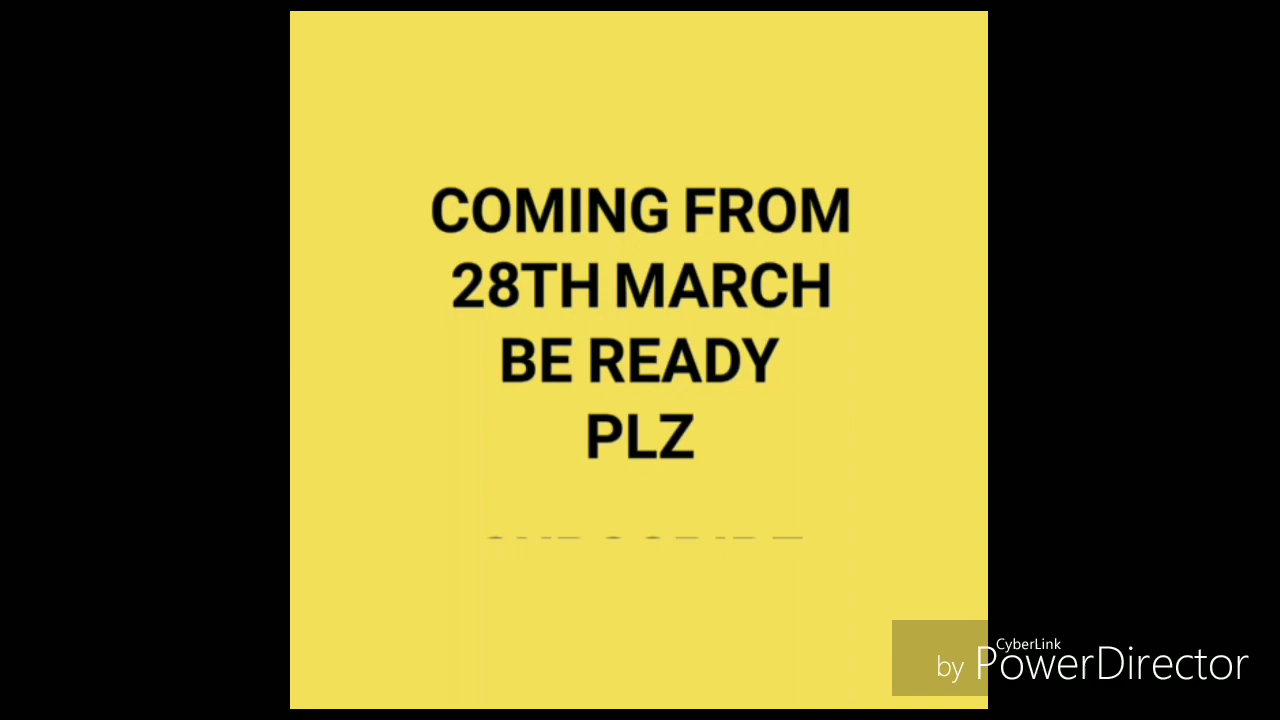 COMING FROM
28TH MARCH
BE READY
PLZ
CyberLink
by PowerDirector